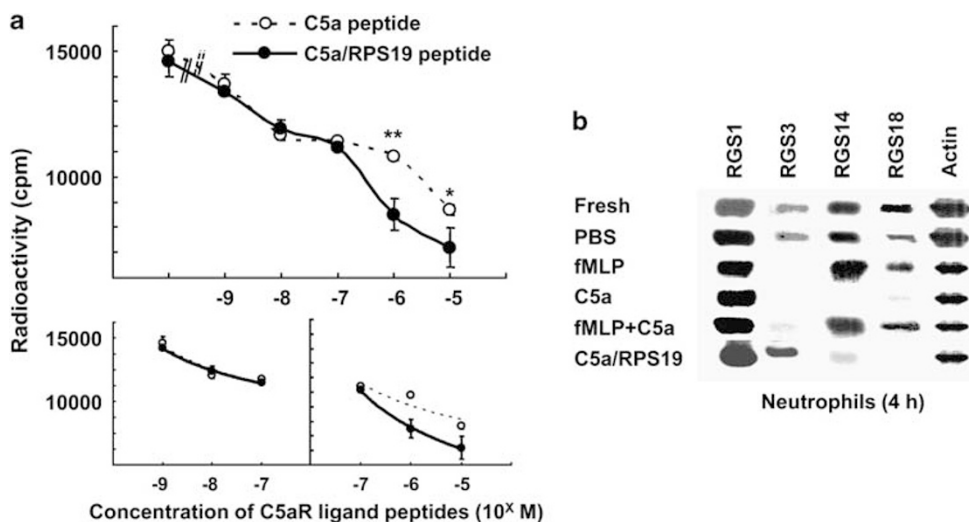 a
C5a peptide
C5a/RPS19 peptide
15000
10000
**
*
-9 -8 -7 -6 -5
15000
10000
-9 -8 -7 -7 -6 -5
Radioactivity (cpm)
Concentration of C5aR ligand peptides (10ˣ M)
b
RGS1 RGS3 RGS14 RGS18 Actin
Fresh
PBS
fMLP
C5a
fMLP+C5a
C5a/RPS19
Neutrophils (4 h)